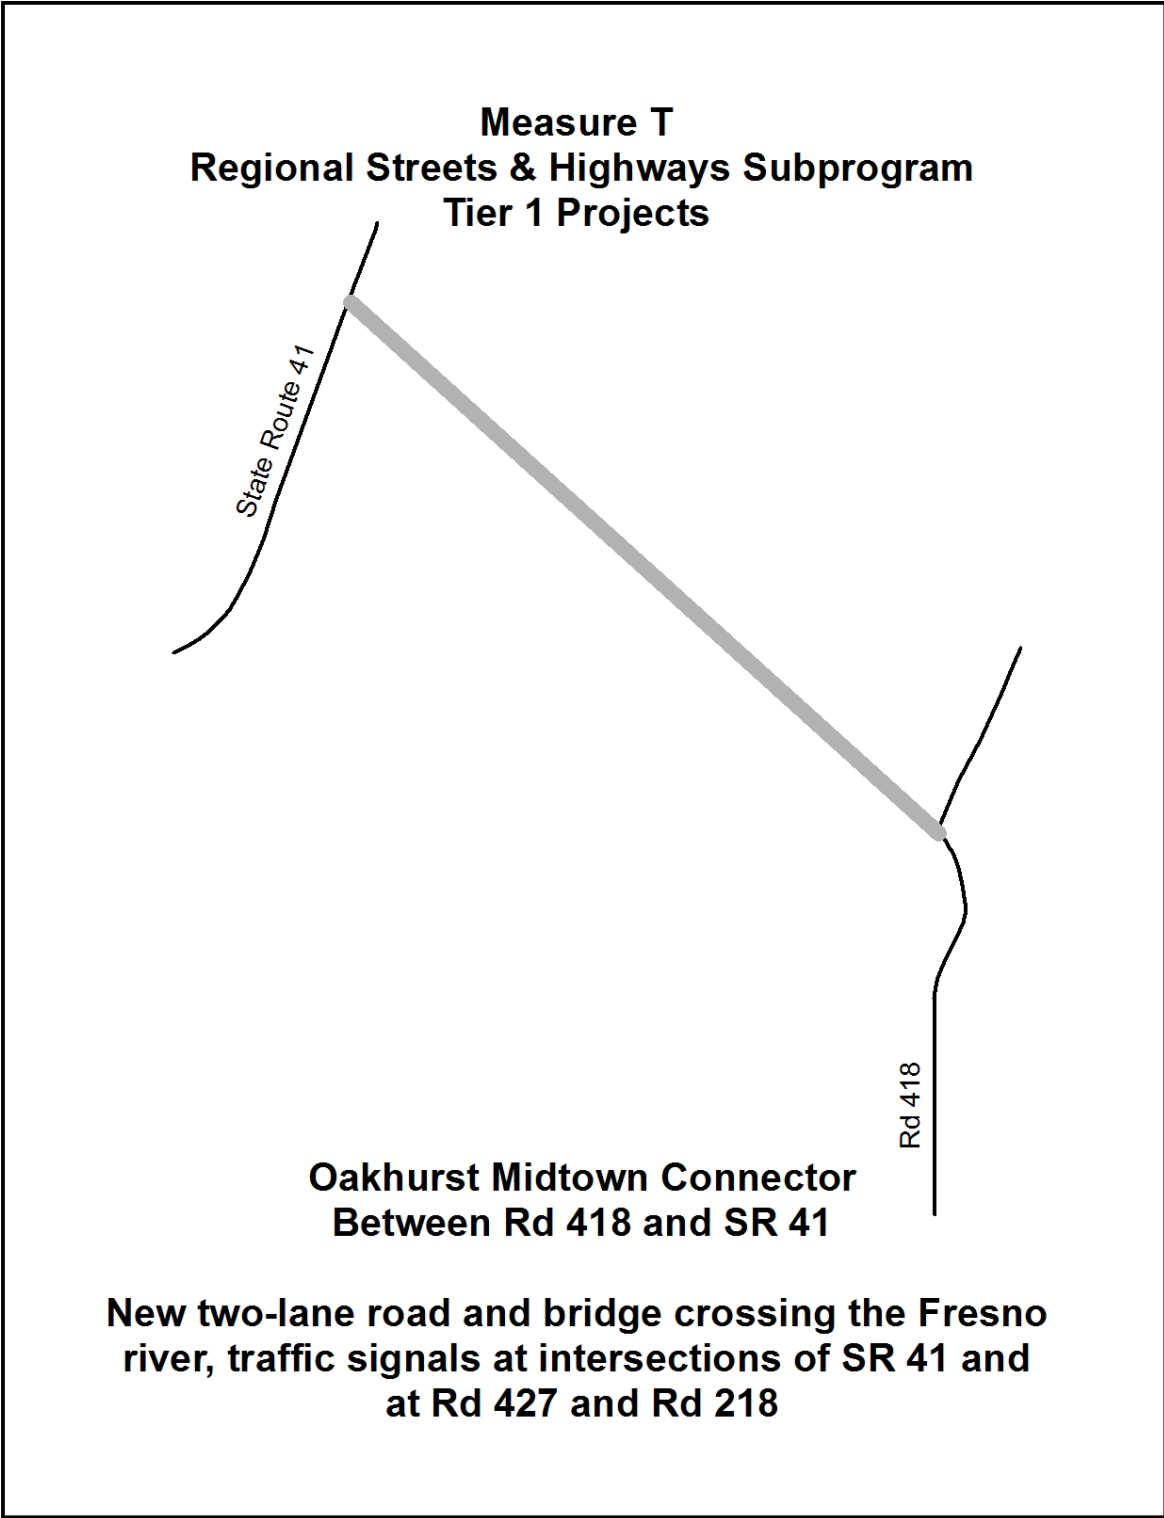 Measure T
Regional Streets & Highways Subprogram
Tier 1 Projects
State Route 41
Rd 418
Oakhurst Midtown Connector
Between Rd 418 and SR 41
New two-lane road and bridge crossing the Fresno
river, traffic signals at intersections of SR 41 and
at Rd 427 and Rd 218